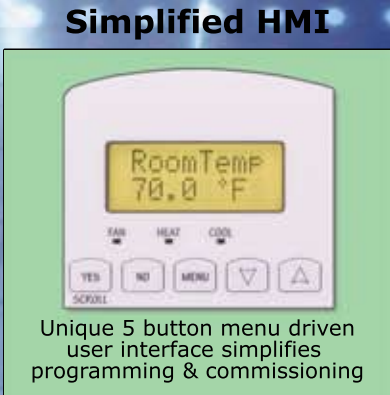 Simplified HMI
RoomTemp
70.0 °F
FAN HEAT COOL
YES NO MENU
SCROLL
Unique 5 button menu driven
user interface simplifies
programming & commissioning